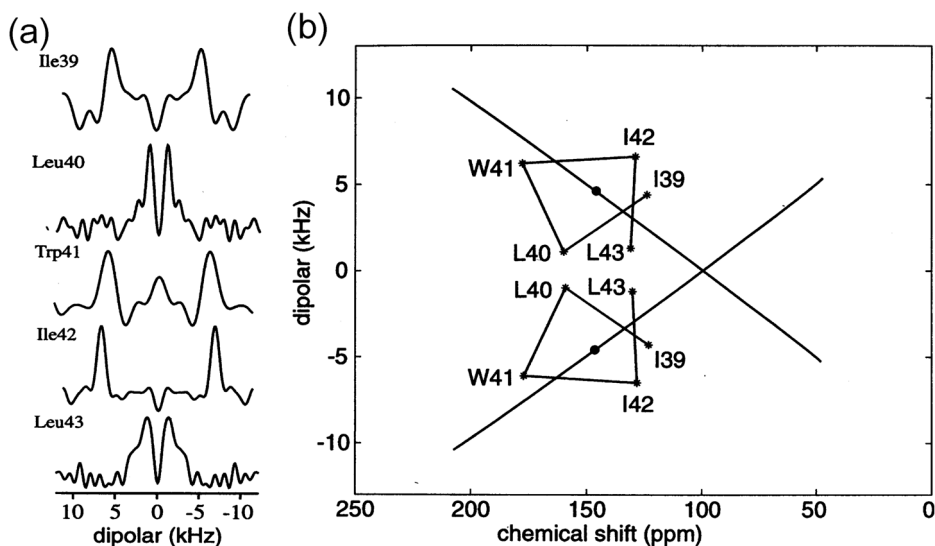 (a)
Ile39
Leu40
Trp41
Ile42
Leu43
10 5 0 -5 -10
dipolar (kHz)
(b)
10
5
0
-5
-10
dipolar (kHz)
I42
W41
I39
L40
L43
L40
L43
I39
W41
I42
250 200 150 100 50 0
chemical shift (ppm)